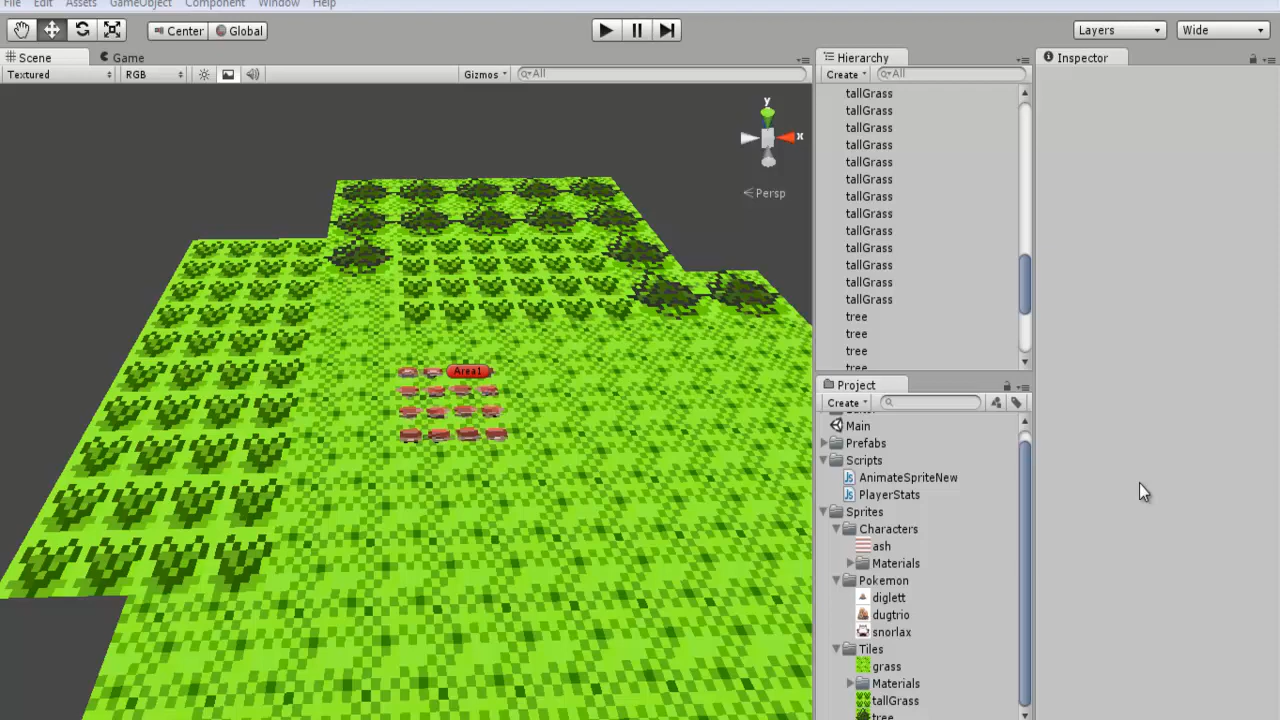 File Edit Assets GameObject Component Window Help
Center Global Layers Wide
Scene Game
Textured RGB Gizmos All
y
x
Persp
Area1
Hierarchy
Create All
tallGrass
tallGrass
tallGrass
tallGrass
tallGrass
tallGrass
tallGrass
tallGrass
tallGrass
tallGrass
tallGrass
tallGrass
tallGrass
tree
tree
tree
tree
Project
Create
Editor
Main
Prefabs
Scripts
AnimateSpriteNew
PlayerStats
Sprites
Characters
ash
Materials
Pokemon
diglett
dugtrio
snorlax
Tiles
grass
Materials
tallGrass
tree
Inspector